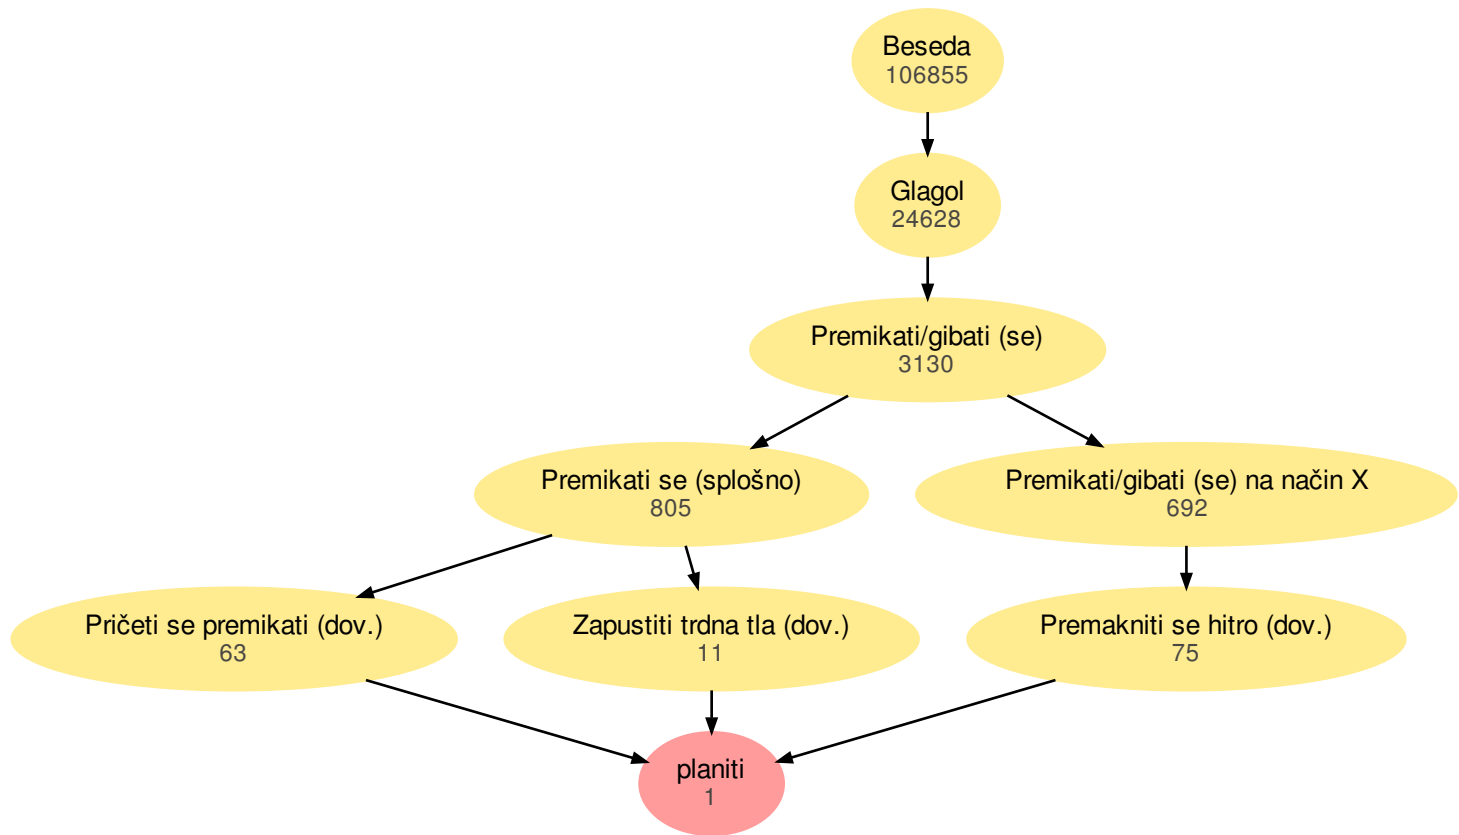 Beseda
106855
Glagol
24628
Premikati/gibati (se)
3130
Premikati se (splošno)
805
Premikati/gibati (se) na način X
692
Pričeti se premikati (dov.)
63
Zapustiti trdna tla (dov.)
11
Premakniti se hitro (dov.)
75
planiti
1